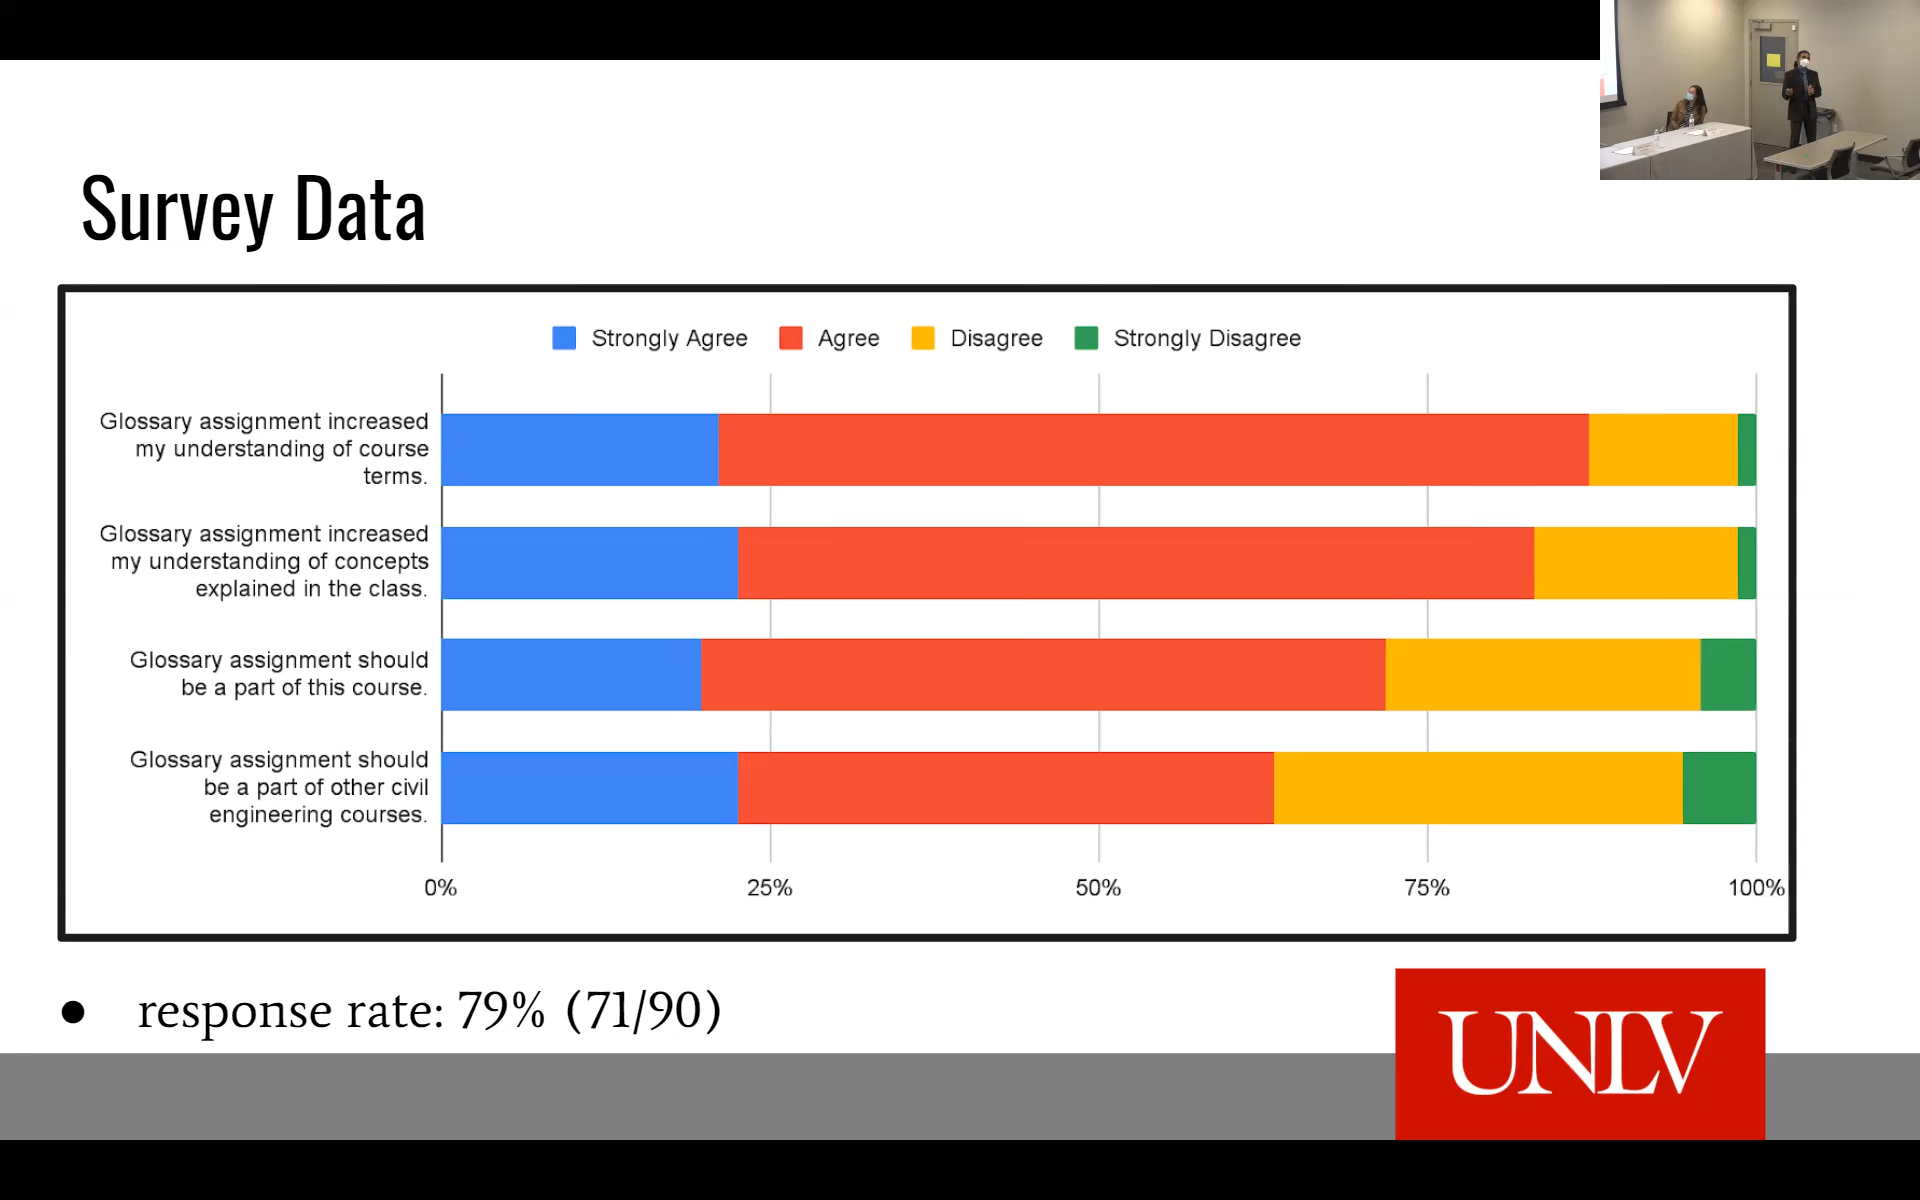 Survey Data
Strongly Agree Agree Disagree Strongly Disagree
Glossary assignment increased
my understanding of course
terms.
Glossary assignment increased
my understanding of concepts
explained in the class.
Glossary assignment should
be a part of this course.
Glossary assignment should
be a part of other civil
engineering courses.
0% 25% 50% 75% 100%
● response rate: 79% (71/90)
UNLV